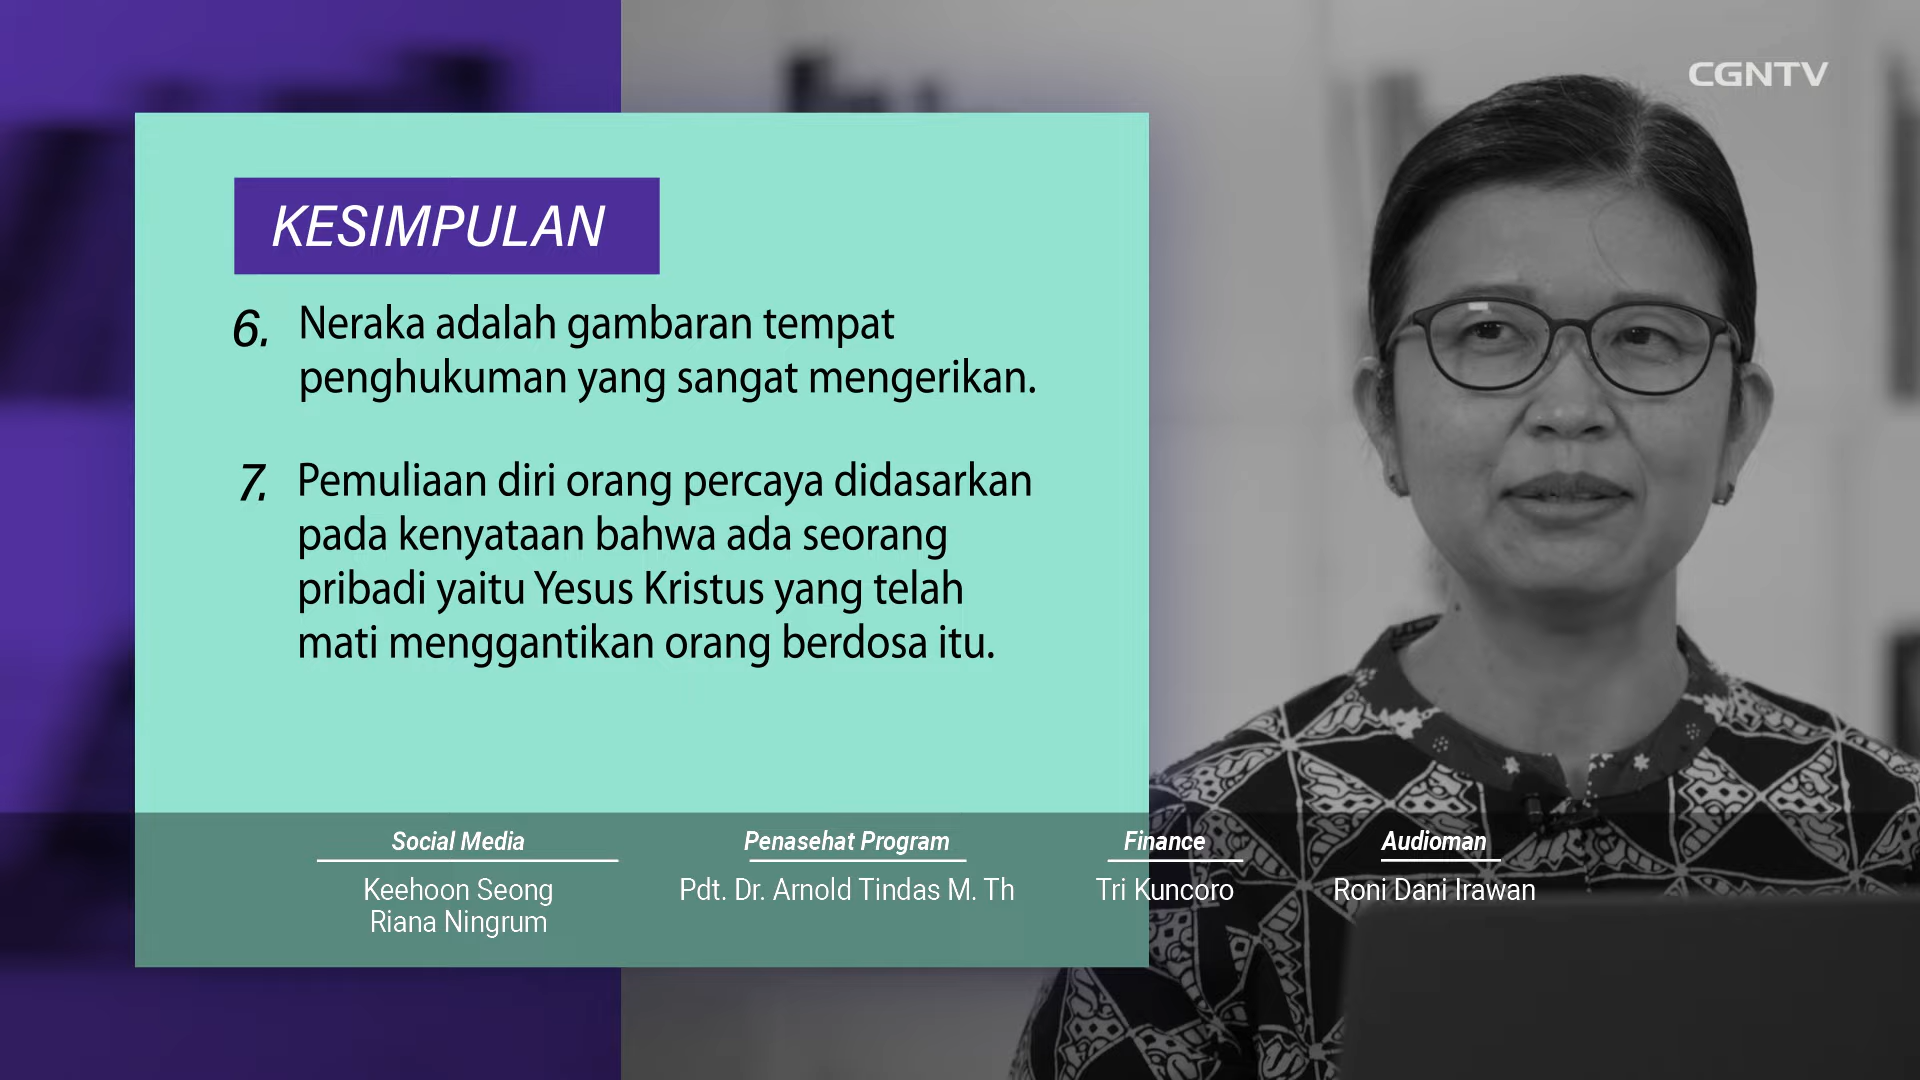 CGNTV
KESIMPULAN
6. Neraka adalah gambaran tempat
penghukuman yang sangat mengerikan.
7. Pemuliaan diri orang percaya didasarkan
pada kenyataan bahwa ada seorang
pribadi yaitu Yesus Kristus yang telah
mati menggantikan orang berdosa itu.
Social Media
Keehoon Seong
Riana Ningrum
Penasehat Program
Pdt. Dr. Arnold Tindas M. Th
Finance
Tri Kuncoro
Audioman
Roni Dani Irawan